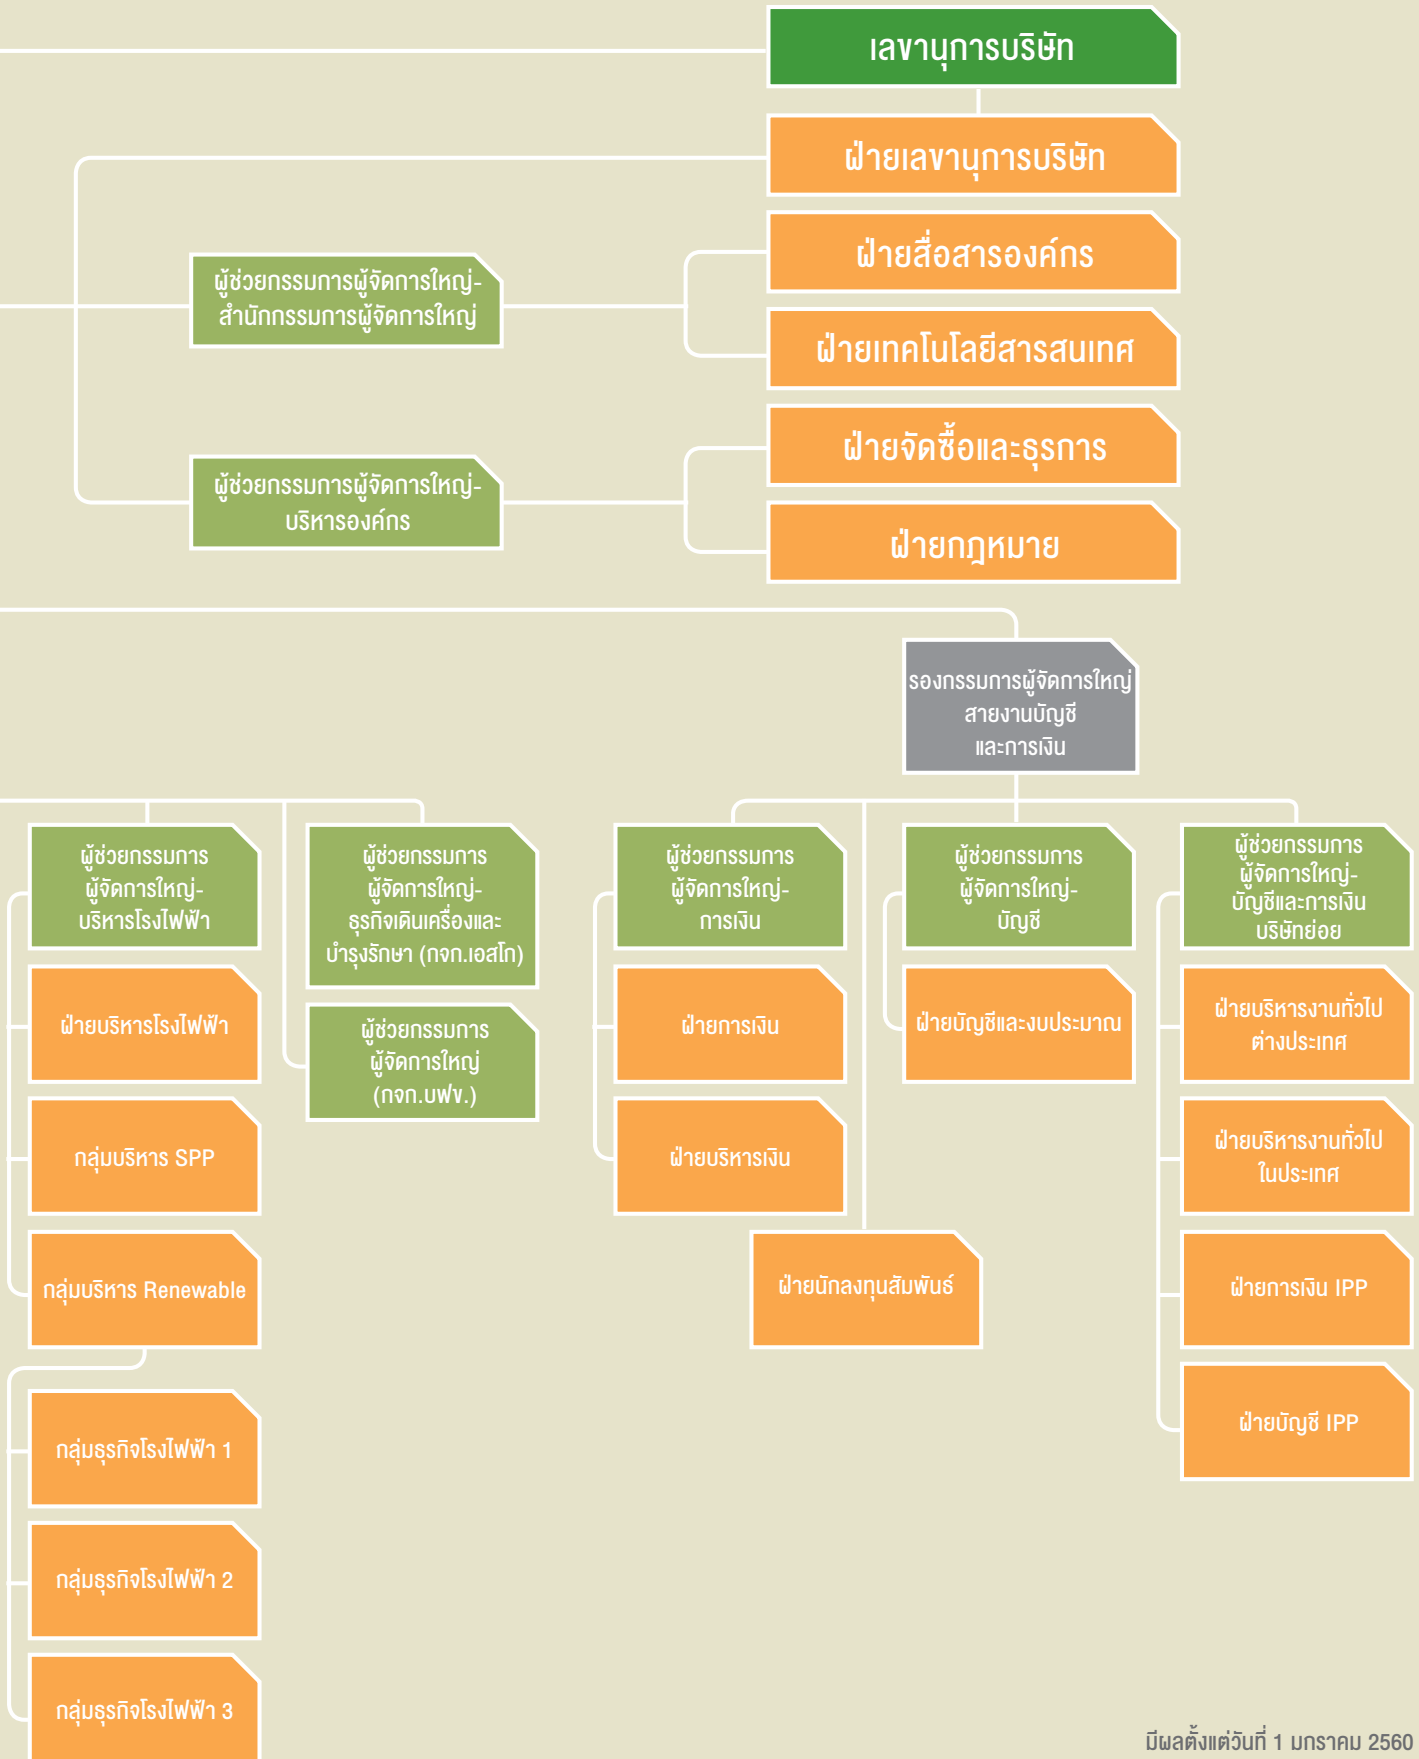 เลขานุการบริษัท
ฝ่ายเลขานุการบริษัท
ฝ่ายสื่อสารองค์กร
ผู้ช่วยกรรมการผู้จัดการใหญ่-
สำนักกรรมการผู้จัดการใหญ่
ฝ่ายเทคโนโลยีสารสนเทศ
ฝ่ายจัดซื้อและธุรการ
ผู้ช่วยกรรมการผู้จัดการใหญ่-
บริหารองค์กร
ฝ่ายกฎหมาย
รองกรรมการผู้จัดการใหญ่
สายงานบัญชี
และการเงิน
ผู้ช่วยกรรมการ
ผู้จัดการใหญ่-
บริหารโรงไฟฟ้า
ฝ่ายบริหารโรงไฟฟ้า
กลุ่มบริหาร SPP
กลุ่มบริหาร Renewable
กลุ่มธุรกิจโรงไฟฟ้า 1
กลุ่มธุรกิจโรงไฟฟ้า 2
กลุ่มธุรกิจโรงไฟฟ้า 3
ผู้ช่วยกรรมการ
ผู้จัดการใหญ่-
ธุรกิจเดินเครื่องและ
บำรุงรักษา (กจก.เอสโก)
ผู้ช่วยกรรมการ
ผู้จัดการใหญ่
(กจก.บฟข.)
ผู้ช่วยกรรมการ
ผู้จัดการใหญ่-
การเงิน
ฝ่ายการเงิน
ฝ่ายบริหารเงิน
ฝ่ายนักลงทุนสัมพันธ์
ผู้ช่วยกรรมการ
ผู้จัดการใหญ่-
บัญชี
ฝ่ายบัญชีและงบประมาณ
ผู้ช่วยกรรมการ
ผู้จัดการใหญ่-
บัญชีและการเงิน
บริษัทย่อย
ฝ่ายบริหารงานทั่วไป
ต่างประเทศ
ฝ่ายบริหารงานทั่วไป
ในประเทศ
ฝ่ายการเงิน IPP
ฝ่ายบัญชี IPP
มีผลตั้งแต่วันที่ 1 มกราคม 2560